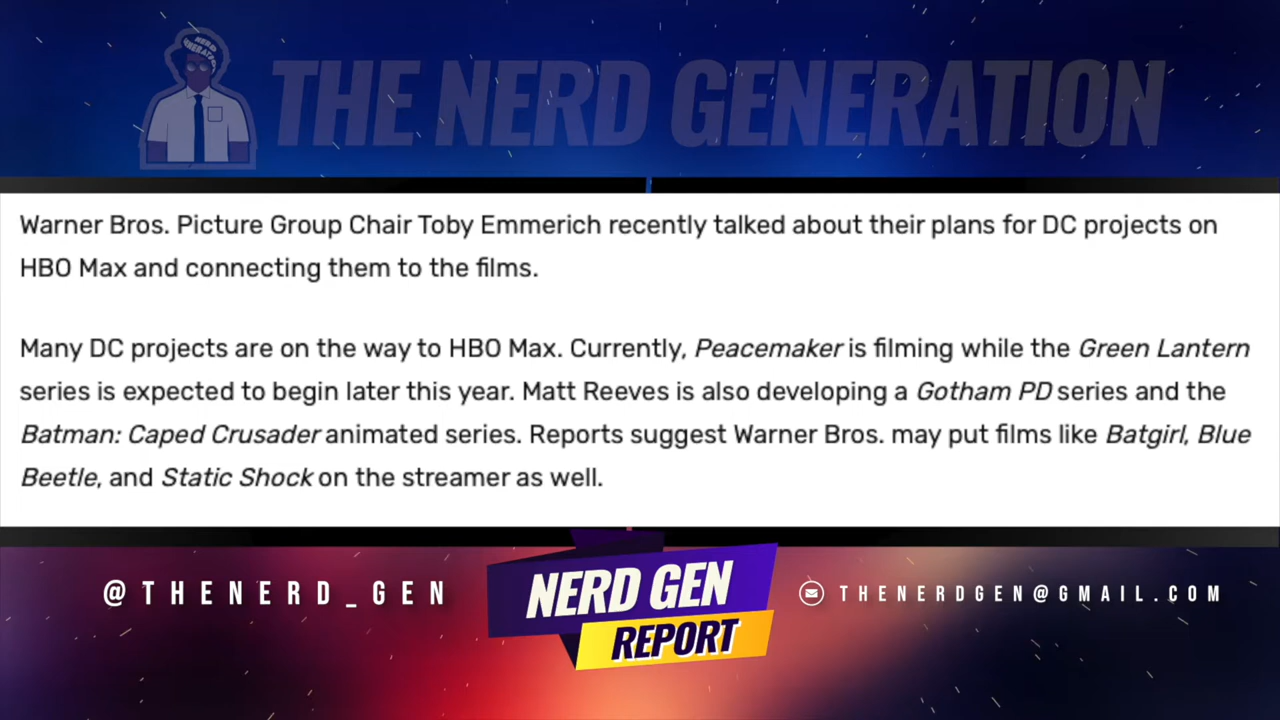 THE NERD GENERATION
Warner Bros. Picture Group Chair Toby Emmerich recently talked about their plans for DC projects on
HBO Max and connecting them to the films.
Many DC projects are on the way to HBO Max. Currently, Peacemaker is filming while the Green Lantern
series is expected to begin later this year. Matt Reeves is also developing a Gotham PD series and the
Batman: Caped Crusader animated series. Reports suggest Warner Bros. may put films like Batgirl, Blue
Beetle, and Static Shock on the streamer as well.
@THENERD_GEN
NERD GEN
REPORT
THENERDGEN@GMAIL.COM